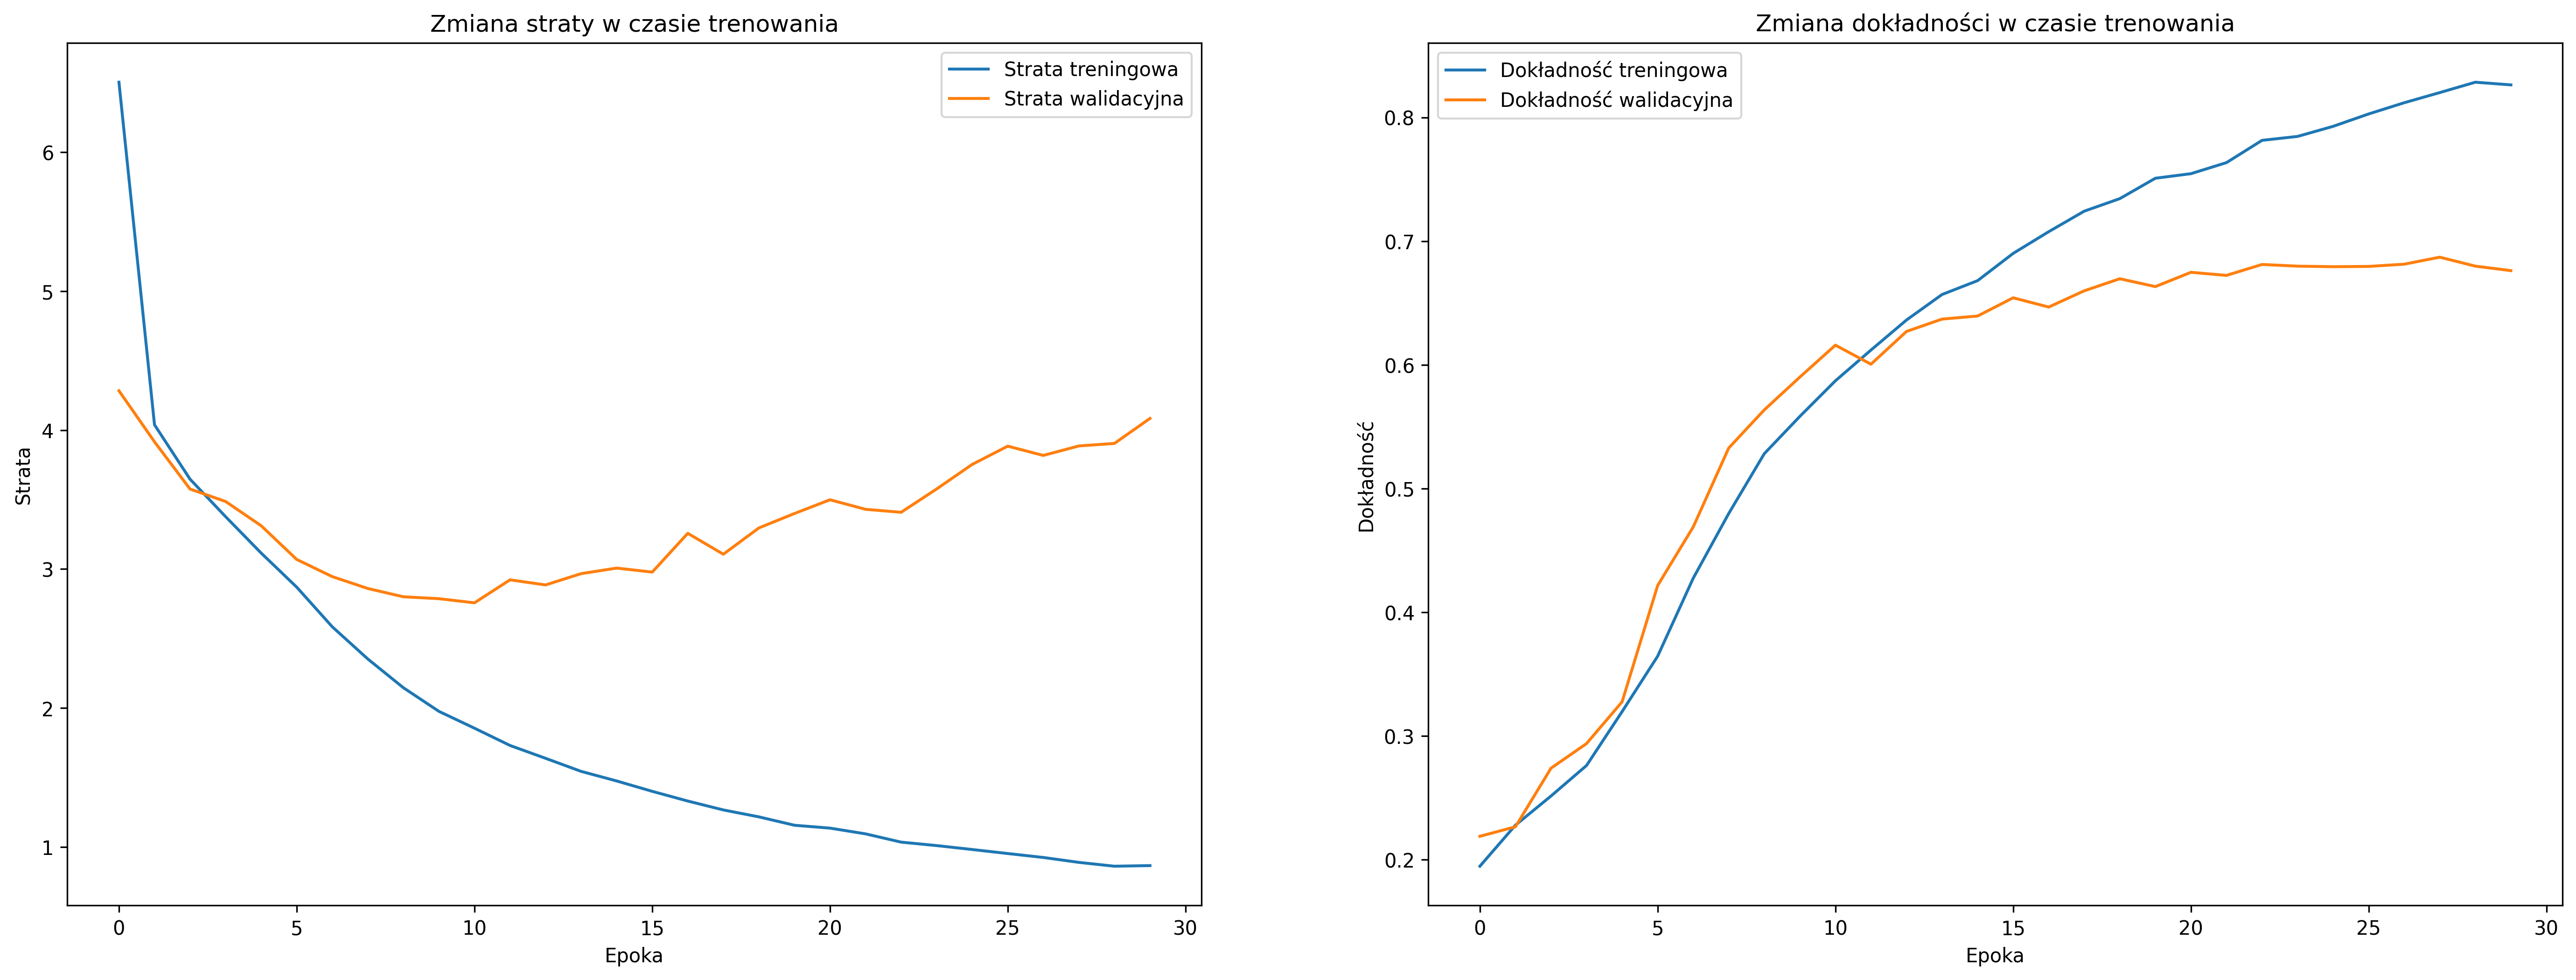 Zmiana straty w czasie trenowania
Strata treningowa
Strata walidacyjna
6
5
4
3
2
1
Strata
0 5 10 15 20 25 30
Epoka
Zmiana dokładności w czasie trenowania
Dokładność treningowa
Dokładność walidacyjna
0.8
0.7
0.6
0.5
0.4
0.3
0.2
Dokładność
0 5 10 15 20 25 30
Epoka